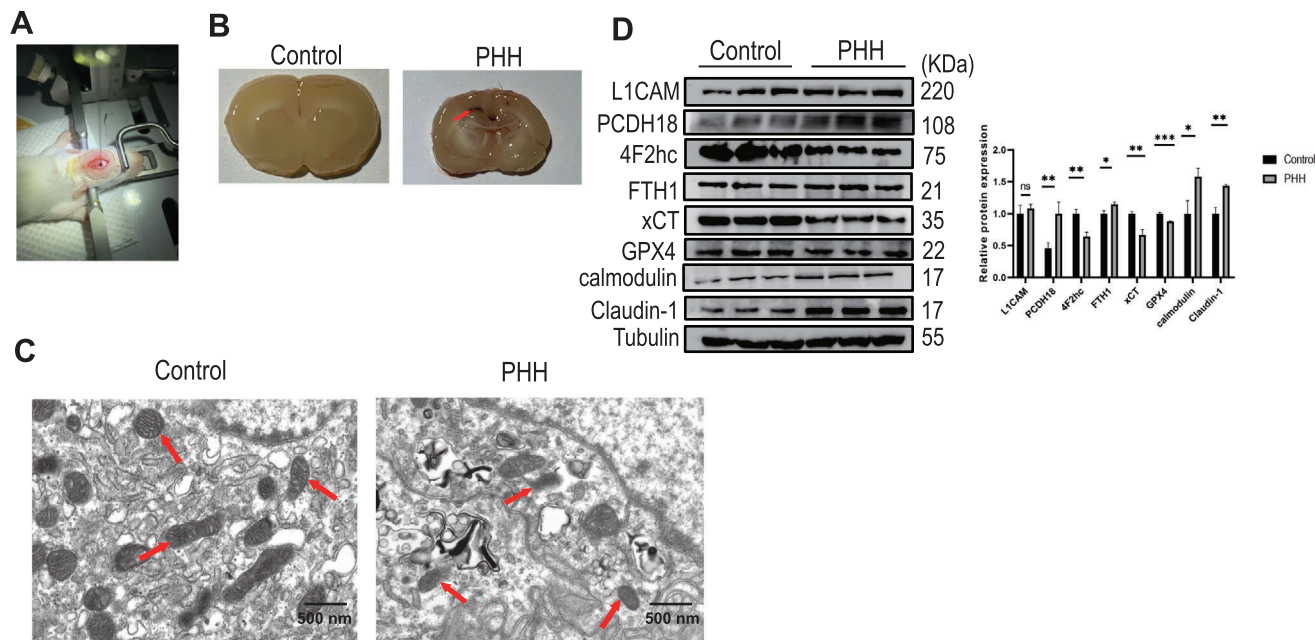 A
B
Control
PHH
D
Control PHH (KDa)
L1CAM 220
PCDH18 108
4F2hc 75
FTH1 21
xCT 35
GPX4 22
calmodulin 17
Claudin-1 17
Tubulin 55
Relative protein expression
2.0
1.5
1.0
0.5
0.0
ns
**
**
*
**
***
*
**
L1CAM
PCDH18
4F2hc
FTH1
xCT
GPX4
calmodulin
Claudin-1
Control
PHH
C
Control
PHH
500 nm
500 nm